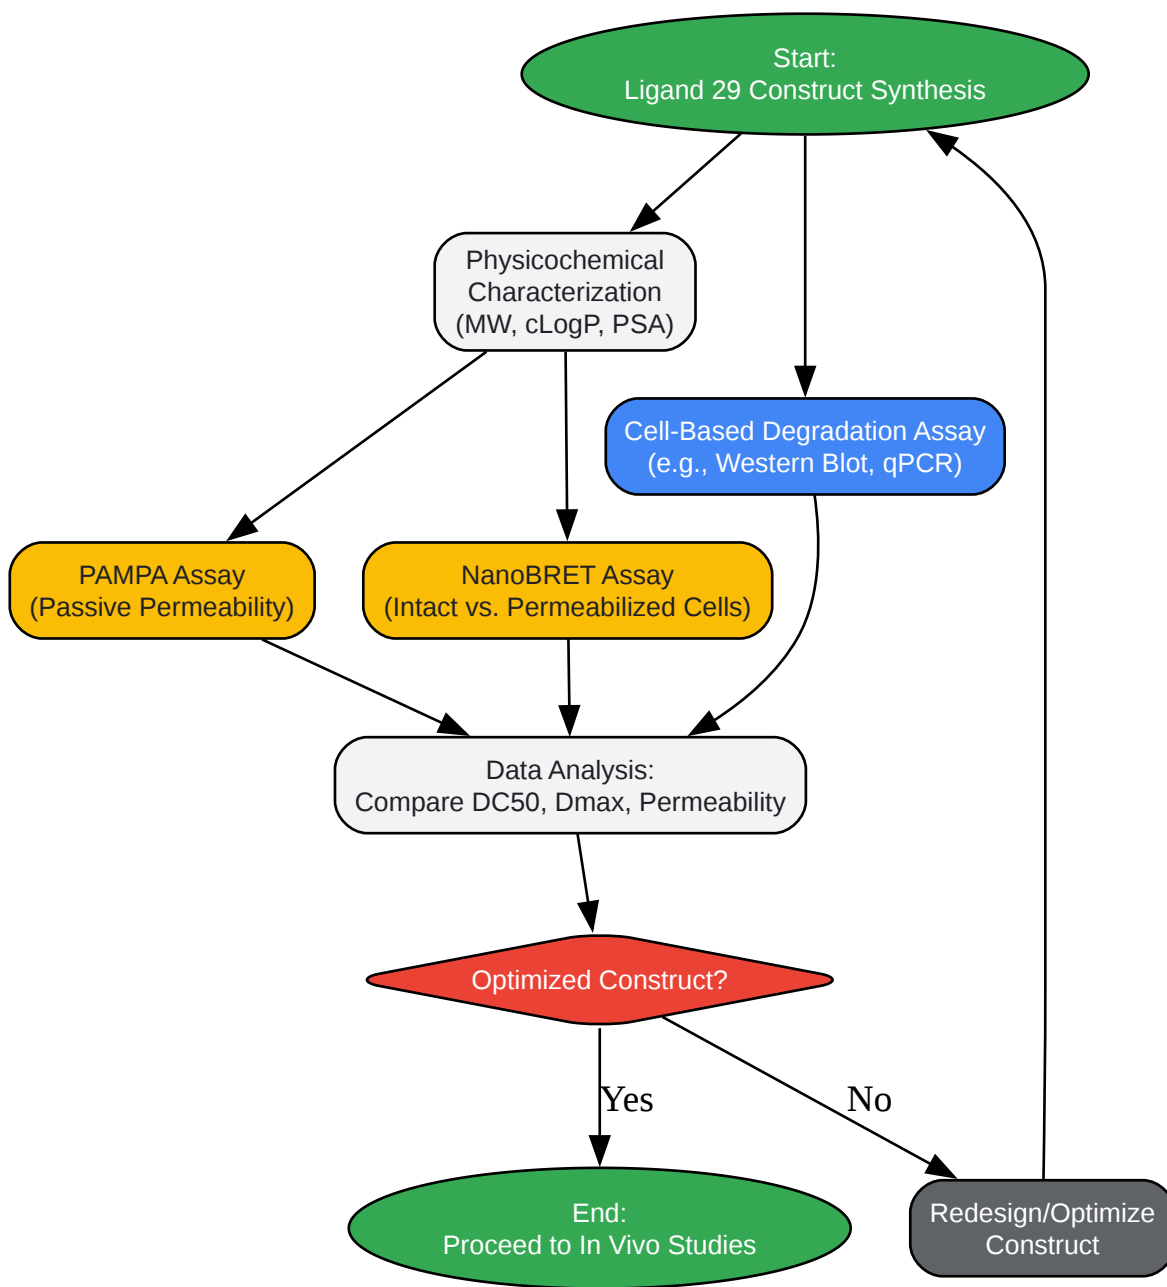 Start:
Ligand 29 Construct Synthesis
Physicochemical
Characterization
(MW, cLogP, PSA)
Cell-Based Degradation Assay
(e.g., Western Blot, qPCR)
PAMPA Assay
(Passive Permeability)
NanoBRET Assay
(Intact vs. Permeabilized Cells)
Data Analysis:
Compare DC50, Dmax, Permeability
Optimized Construct?
Yes
No
End:
Proceed to In Vivo Studies
Redesign/Optimize
Construct